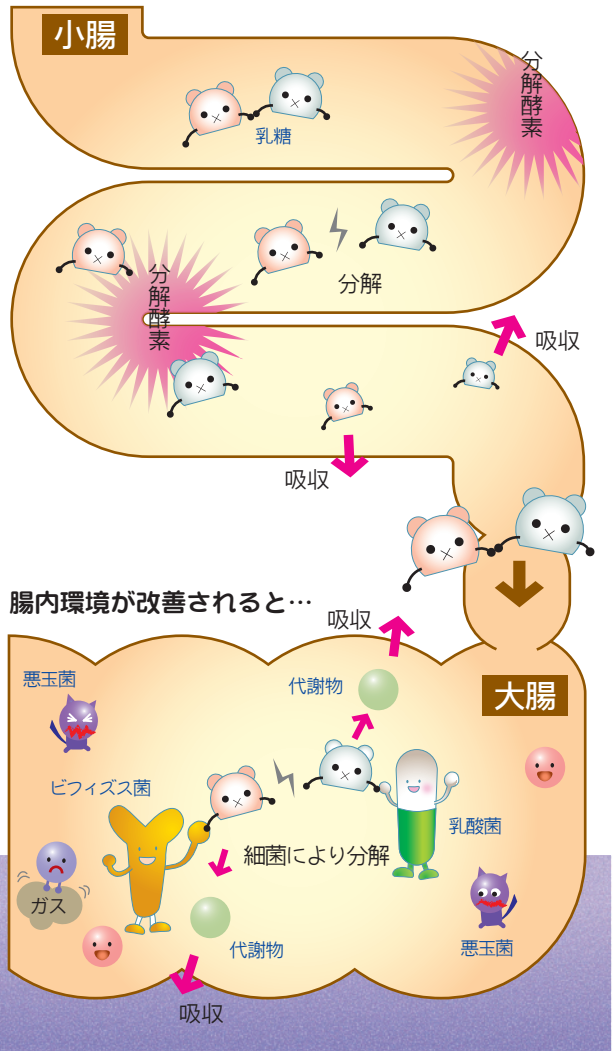 小腸
分解酵素
乳糖
分解酵素
分解
吸収
吸収
腸内環境が改善されると…
吸収
悪玉菌
代謝物
大腸
ビフィズス菌
乳酸菌
細菌により分解
ガス
代謝物
悪玉菌
吸収